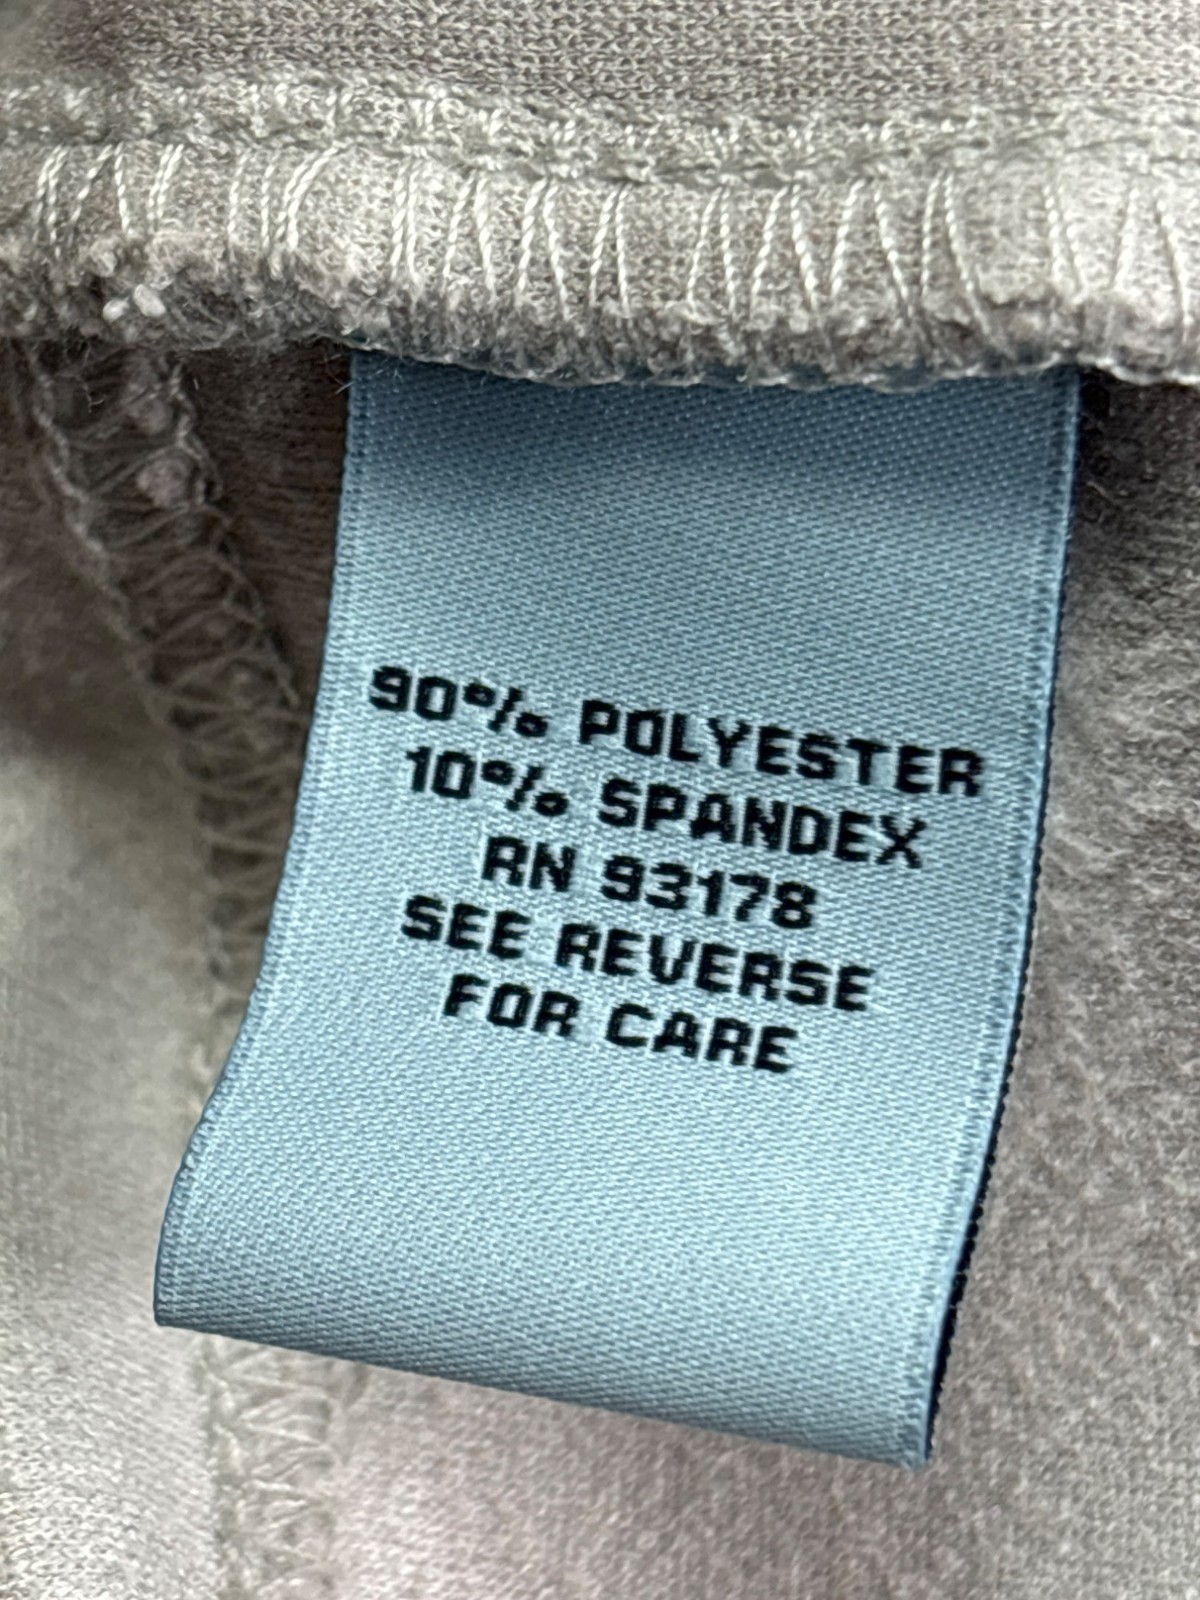 90% POLYESTER
10% SPANDEX
RN 93178
SEE REVERSE
FOR CARE